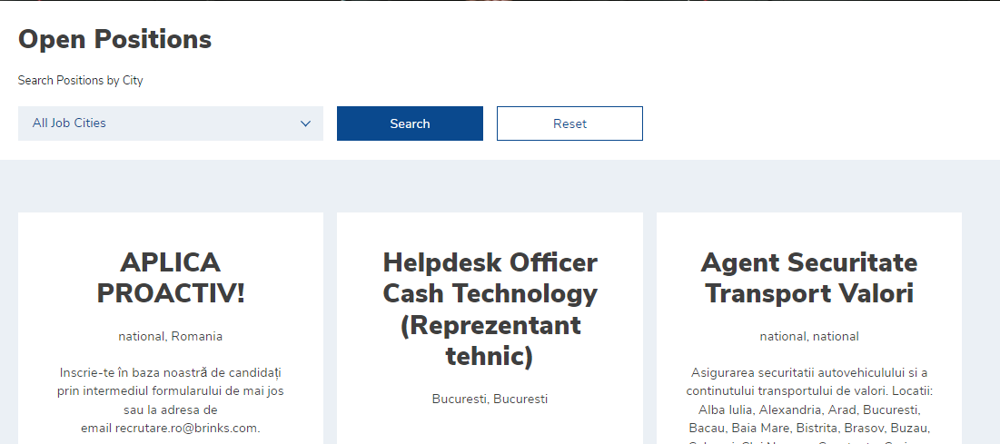 Open Positions
Search Positions by City
All Job Cities
Search
Reset
APLICA
PROACTIV!
national, Romania
Inscrie-te în baza noastră de candidați
prin intermediul formularului de mai jos
sau la adresa de
email recrutare.ro@brinks.com.
Helpdesk Officer
Cash Technology
(Reprezentant
tehnic)
Bucuresti, Bucuresti
Agent Securitate
Transport Valori
national, national
Asigurarea securitatii autovehiculului si a
continutului transportului de valori. Locatii:
Alba Iulia, Alexandria, Arad, Bucuresti,
Bacau, Baia Mare, Bistrita, Brasov, Buzau,